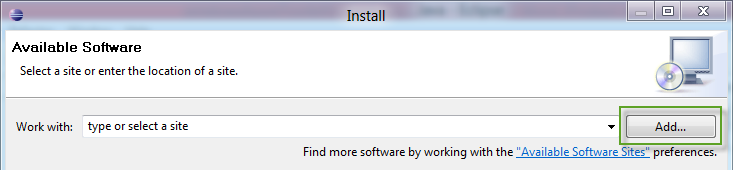 Install
Available Software
Select a site or enter the location of a site.
Work with: type or select a site Add...
Find more software by working with the "Available Software Sites" preferences.